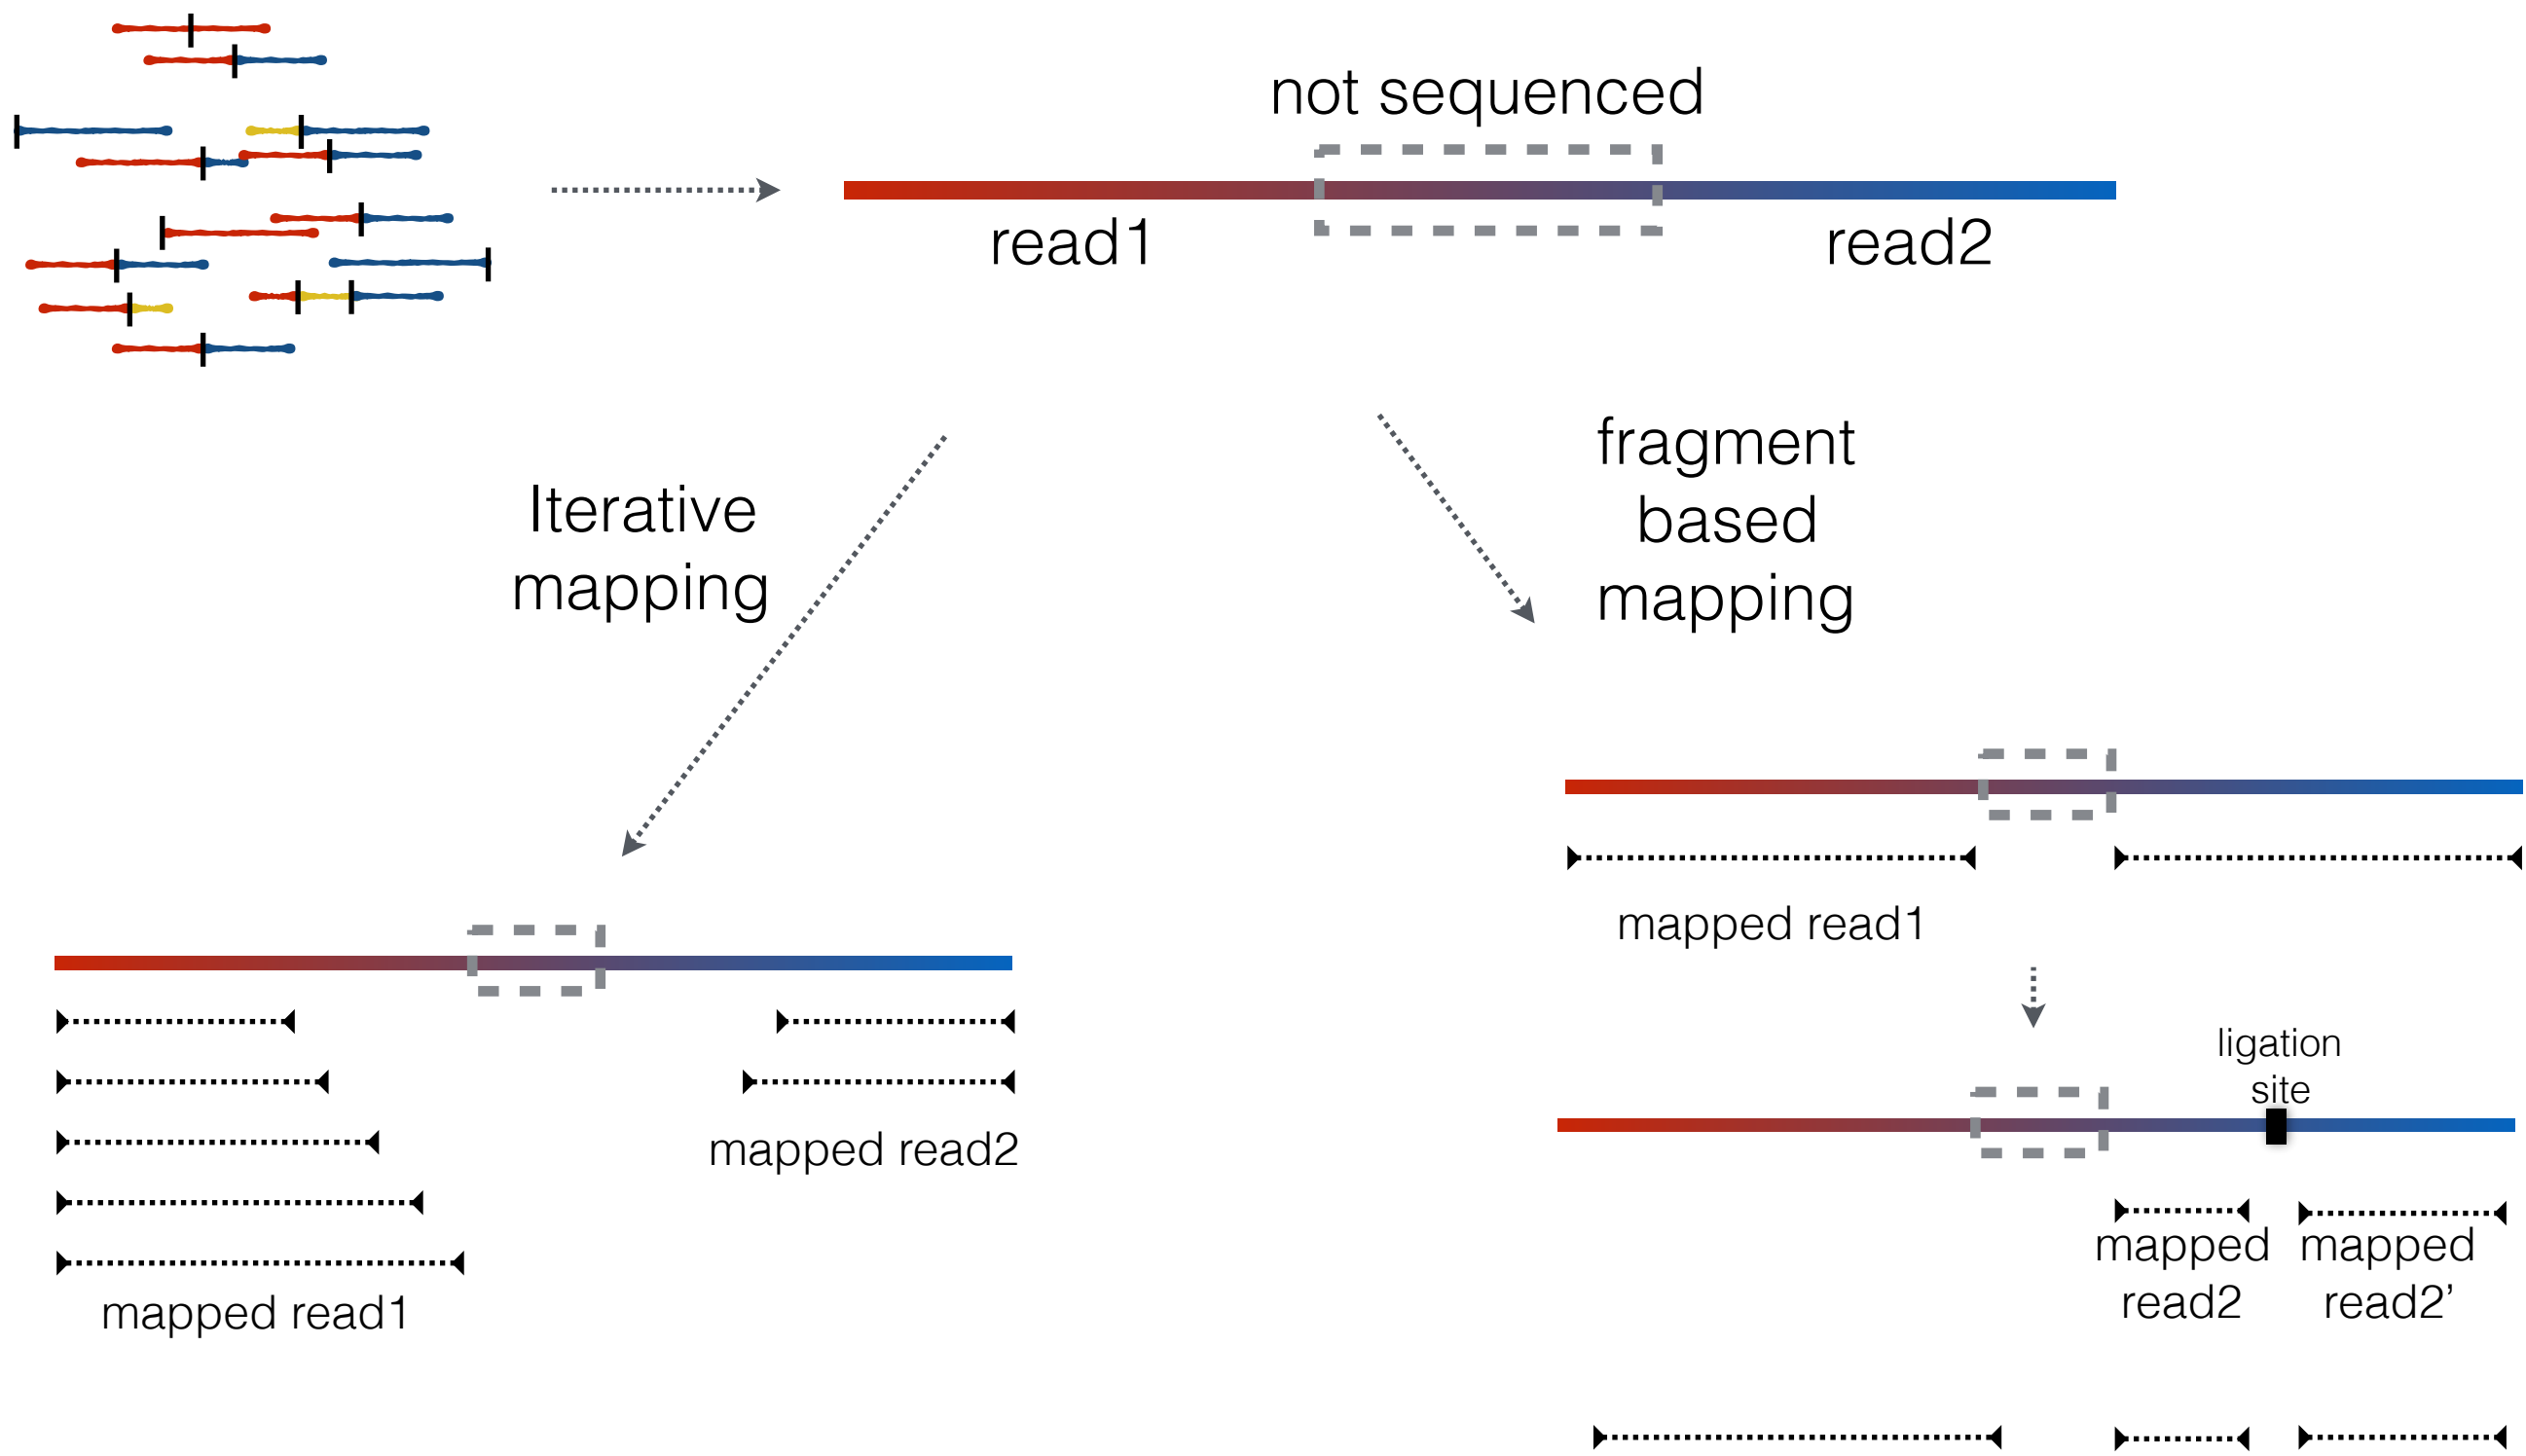 not sequenced
read1
read2
Iterative
mapping
fragment
based
mapping
mapped read1
mapped read2
mapped read1
ligation
site
mapped
read2
mapped
read2’